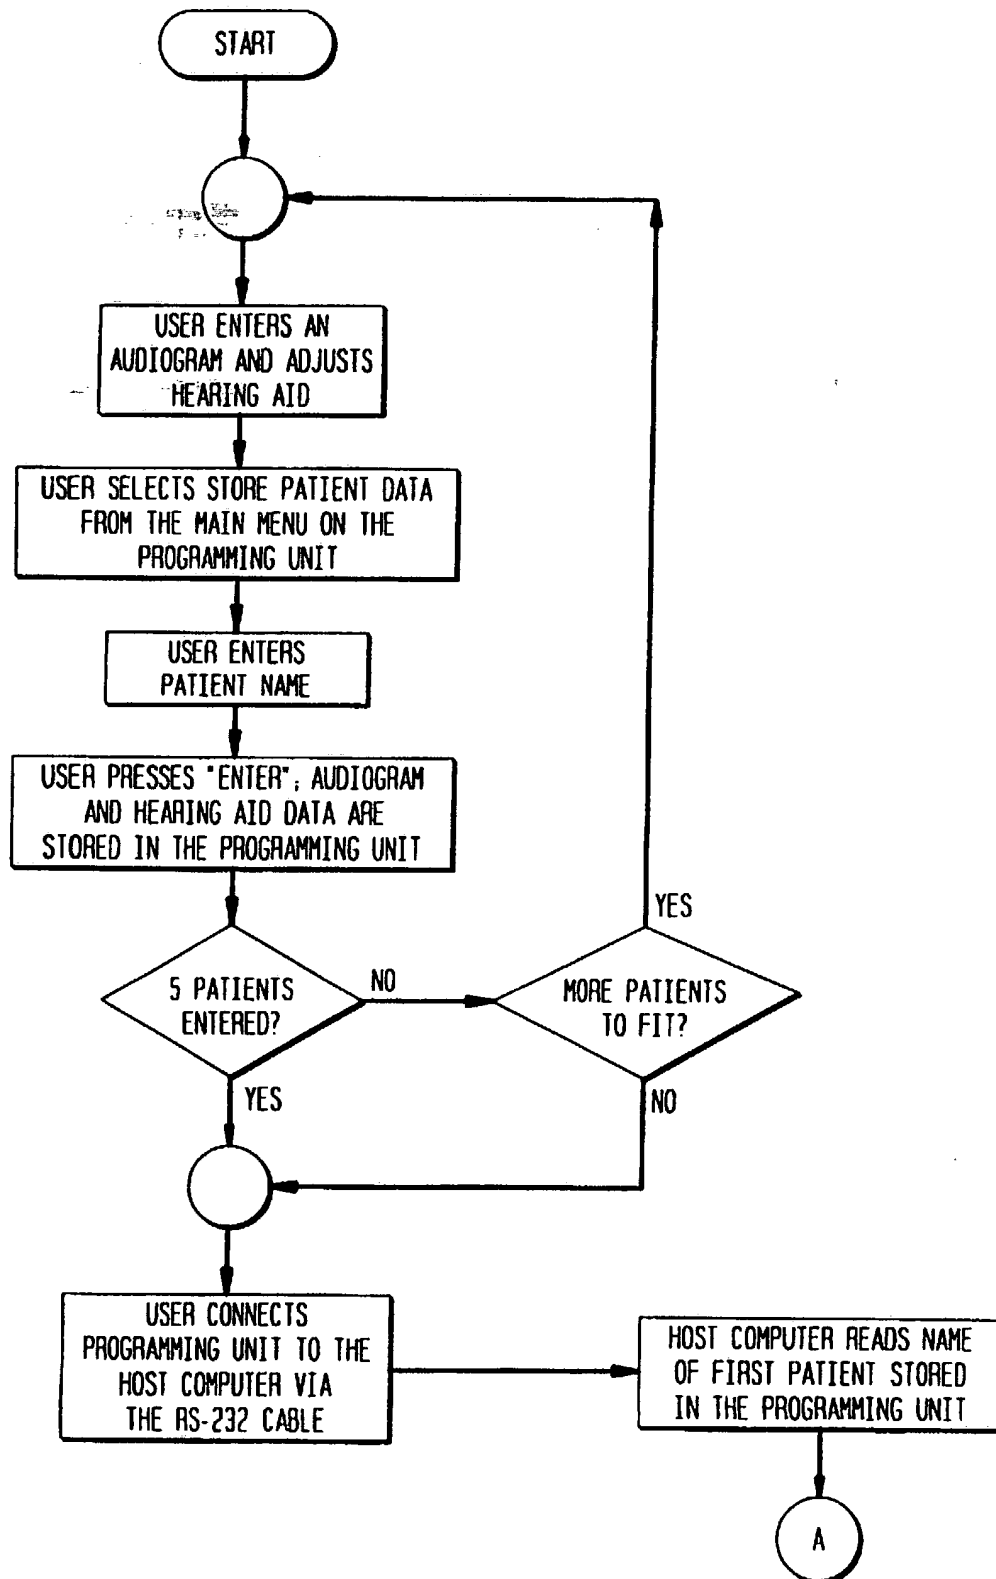 START
USER ENTERS AN
AUDIOGRAM AND ADJUSTS
HEARING AID
USER SELECTS STORE PATIENT DATA
FROM THE MAIN MENU ON THE
PROGRAMMING UNIT
USER ENTERS
PATIENT NAME
USER PRESSES "ENTER"; AUDIOGRAM
AND HEARING AID DATA ARE
STORED IN THE PROGRAMMING UNIT
5 PATIENTS
ENTERED?
NO
YES
MORE PATIENTS
TO FIT?
YES
NO
USER CONNECTS
PROGRAMMING UNIT TO THE
HOST COMPUTER VIA
THE RS-232 CABLE
HOST COMPUTER READS NAME
OF FIRST PATIENT STORED
IN THE PROGRAMMING UNIT
A